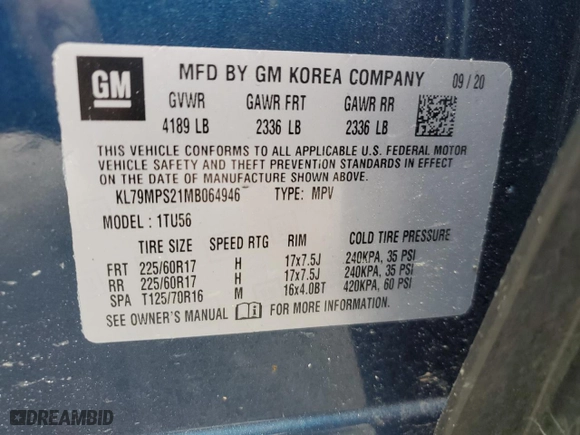 GM
MFD BY GM KOREA COMPANY 09/20
GVWR GAWR FRT GAWR RR
4189 LB 2336 LB 2336 LB
THIS VEHICLE CONFORMS TO ALL APPLICABLE U.S. FEDERAL MOTOR
VEHICLE SAFETY AND THEFT PREVENTION STANDARDS IN EFFECT
ON THE DATE OF MANUFACTURE SHOWN ABOVE.
KL79MPS21MB064946 TYPE: MPV
MODEL: 1TU56
TIRE SIZE SPEED RTG RIM COLD TIRE PRESSURE
FRT 225/60R17 H 17x7.5J 240KPA, 35 PSI
RR 225/60R17 H 17x7.5J 240KPA, 35 PSI
SPA T125/70R16 M 16x4.0BT 420KPA, 60 PSI
SEE OWNER'S MANUAL FOR MORE INFORMATION.
DREAMBID